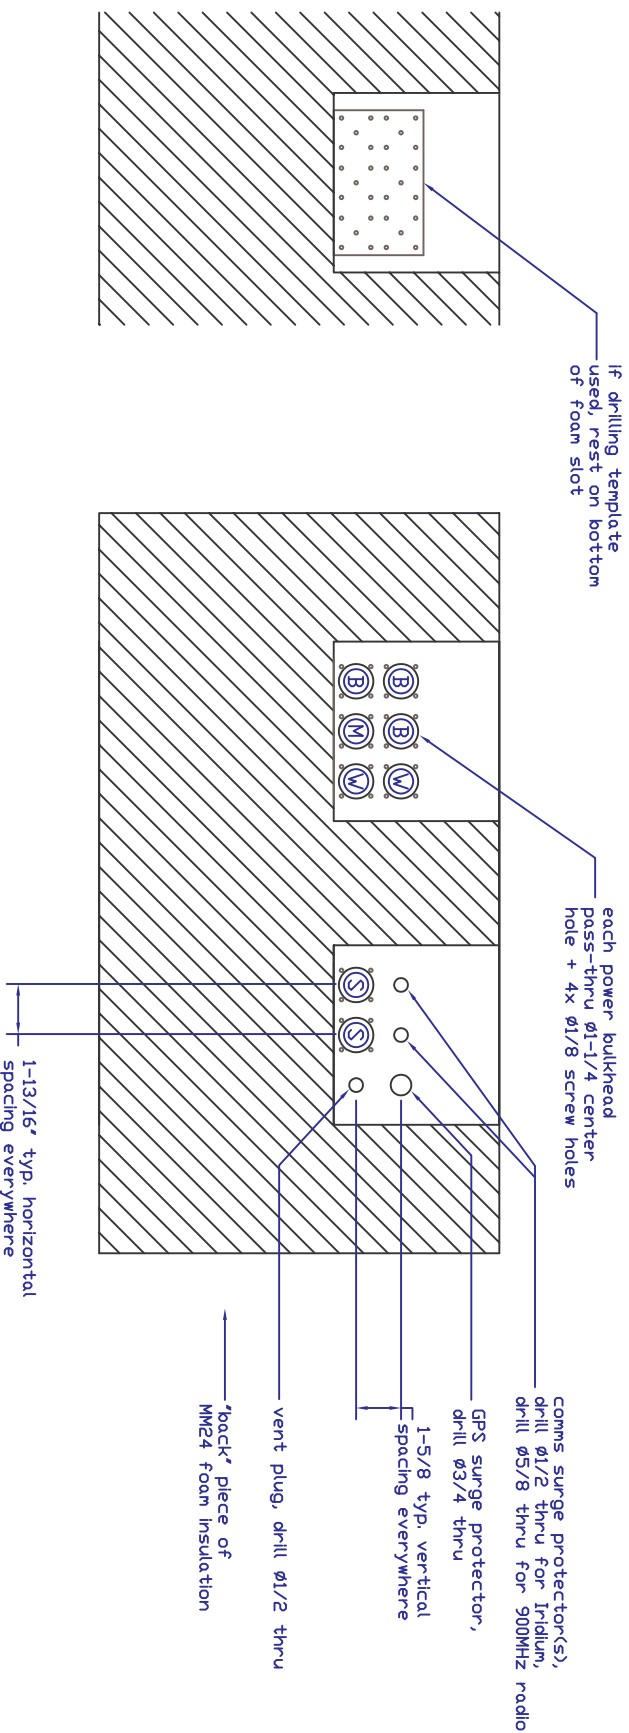 If drilling template
used, rest on bottom
of foam slot
each power bulkhead
pass-thru ø1-1/4 center
hole + 4x ø1/8 screw holes
comms surge protector(s),
drill ø1/2 thru for Iridium,
drill ø5/8 thru for 900MHz radio
GPS surge protector,
drill ø3/4 thru
1-5/8 typ. vertical
spacing everywhere
vent plug, drill ø1/2 thru
"back" piece of
MM24 foam insulation
1-13/16" typ. horizontal
spacing everywhere
B B W
B M W
S S